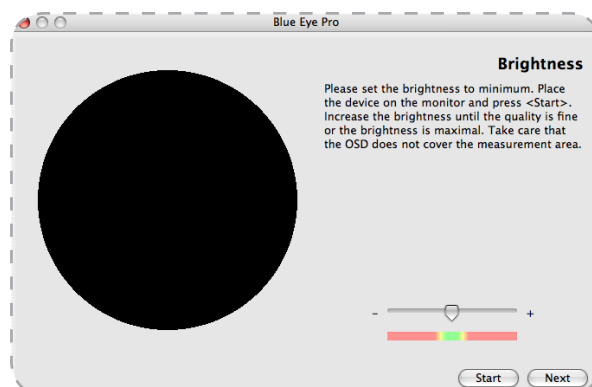 Blue Eye Pro
Brightness
Please set the brightness to minimum. Place
the device on the monitor and press <Start>.
Increase the brightness until the quality is fine
or the brightness is maximal. Take care that
the OSD does not cover the measurement area.
- +
Start Next